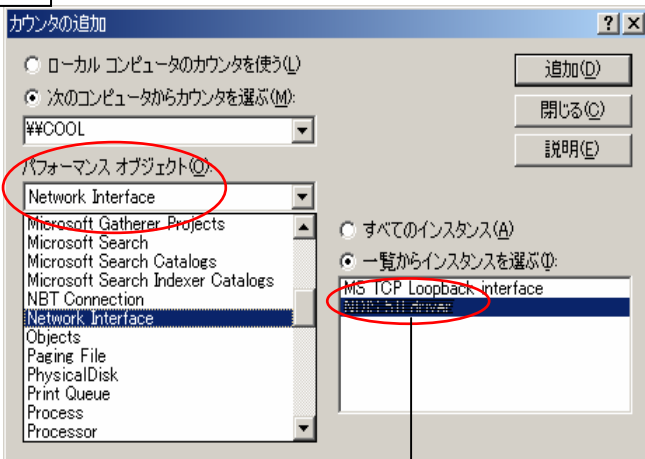 カウンタの追加
ローカル コンピュータのカウンタを使う(L)
次のコンピュータからカウンタを選ぶ(M):
¥¥COOL
パフォーマンス オブジェクト(O):
Network Interface
Microsoft Gatherer Projects
Microsoft Search
Microsoft Search Catalogs
Microsoft Search Indexer Catalogs
NBT Connection
Network Interface
Objects
Paging File
PhysicalDisk
Print Queue
Process
Processor
追加(D)
閉じる(C)
説明(E)
すべてのインスタンス(A)
一覧からインスタンスを選ぶ(I):
MS TCP Loopback interface